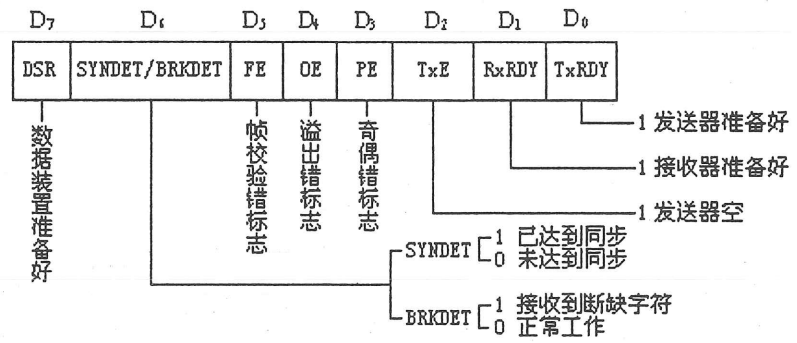 D7 D6 D5 D4 D3 D2 D1 D0
DSR SYNDET/BRKDET FE OE PE TxE RxRDY TxRDY
数据装置准备好
帧校验错标志
溢出错标志
奇偶错标志
1 发送器准备好
1 接收器准备好
1 发送器空
SYNDET
1 已达到同步
0 未达到同步
BRKDET
1 接收到断缺字符
0 正常工作